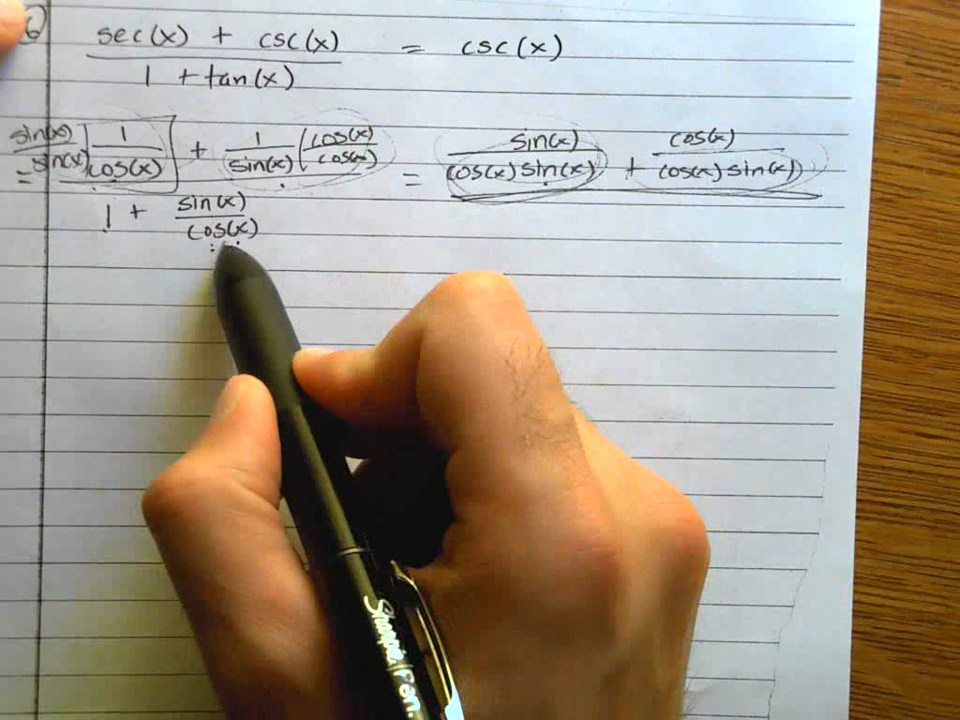 6 sec(x) + csc(x) = csc(x)
1 + tan(x)
sin(x) 1 + 1 cos(x) = sin(x) + cos(x)
sin(x) cos(x) sin(x) cos(x) cos(x) sin(x) cos(x) sin(x)
=
1 + sin(x)
cos(x)
Sharpie Pen.